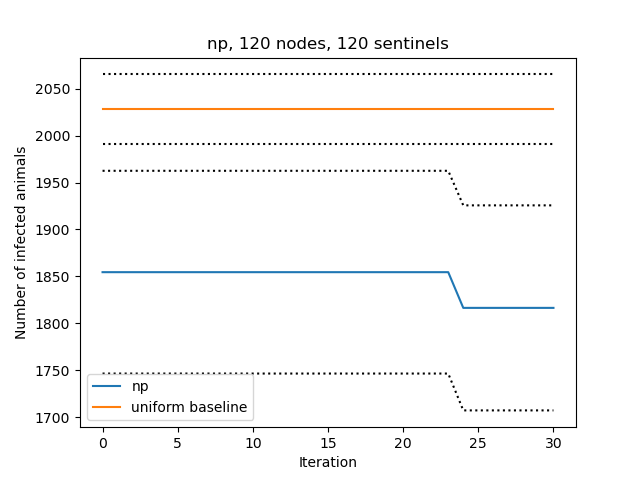 np, 120 nodes, 120 sentinels
Number of infected animals
2050
2000
1950
1900
1850
1800
1750
1700
np
uniform baseline
0 5 10 15 20 25 30
Iteration